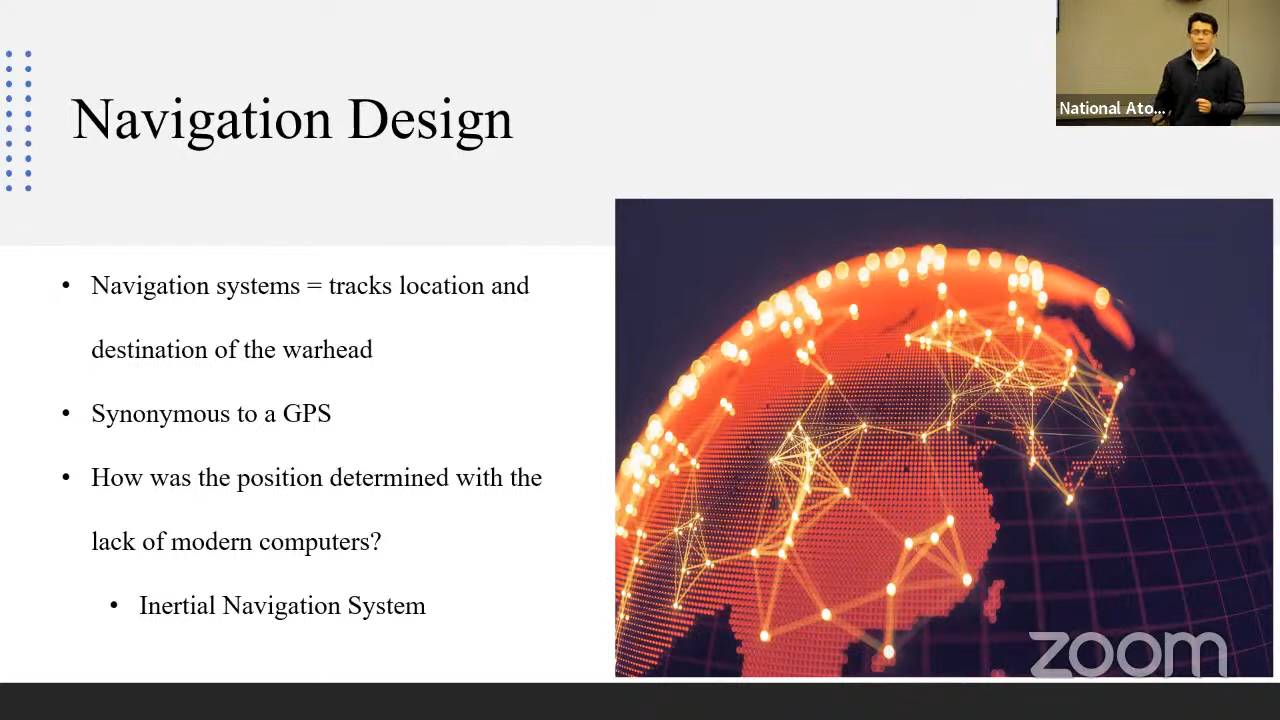 Navigation Design
National Ato...
• Navigation systems = tracks location and
destination of the warhead
• Synonymous to a GPS
• How was the position determined with the
lack of modern computers?
• Inertial Navigation System
zoom